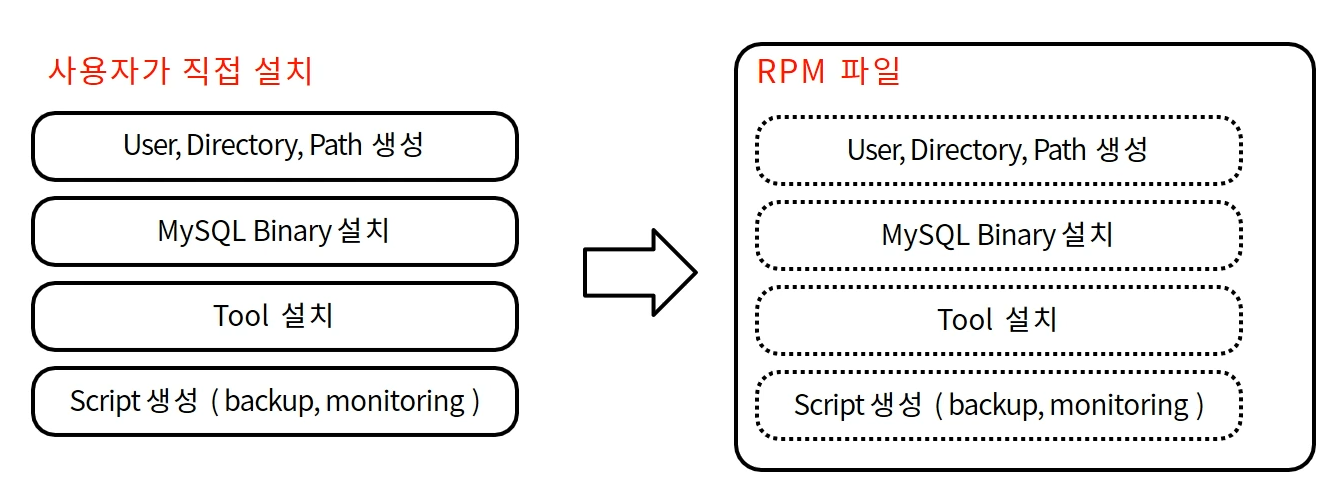 사용자가 직접 설치
User, Directory, Path 생성
MySQL Binary 설치
Tool 설치
Script 생성 ( backup, monitoring )
RPM 파일
User, Directory, Path 생성
MySQL Binary 설치
Tool 설치
Script 생성 ( backup, monitoring )